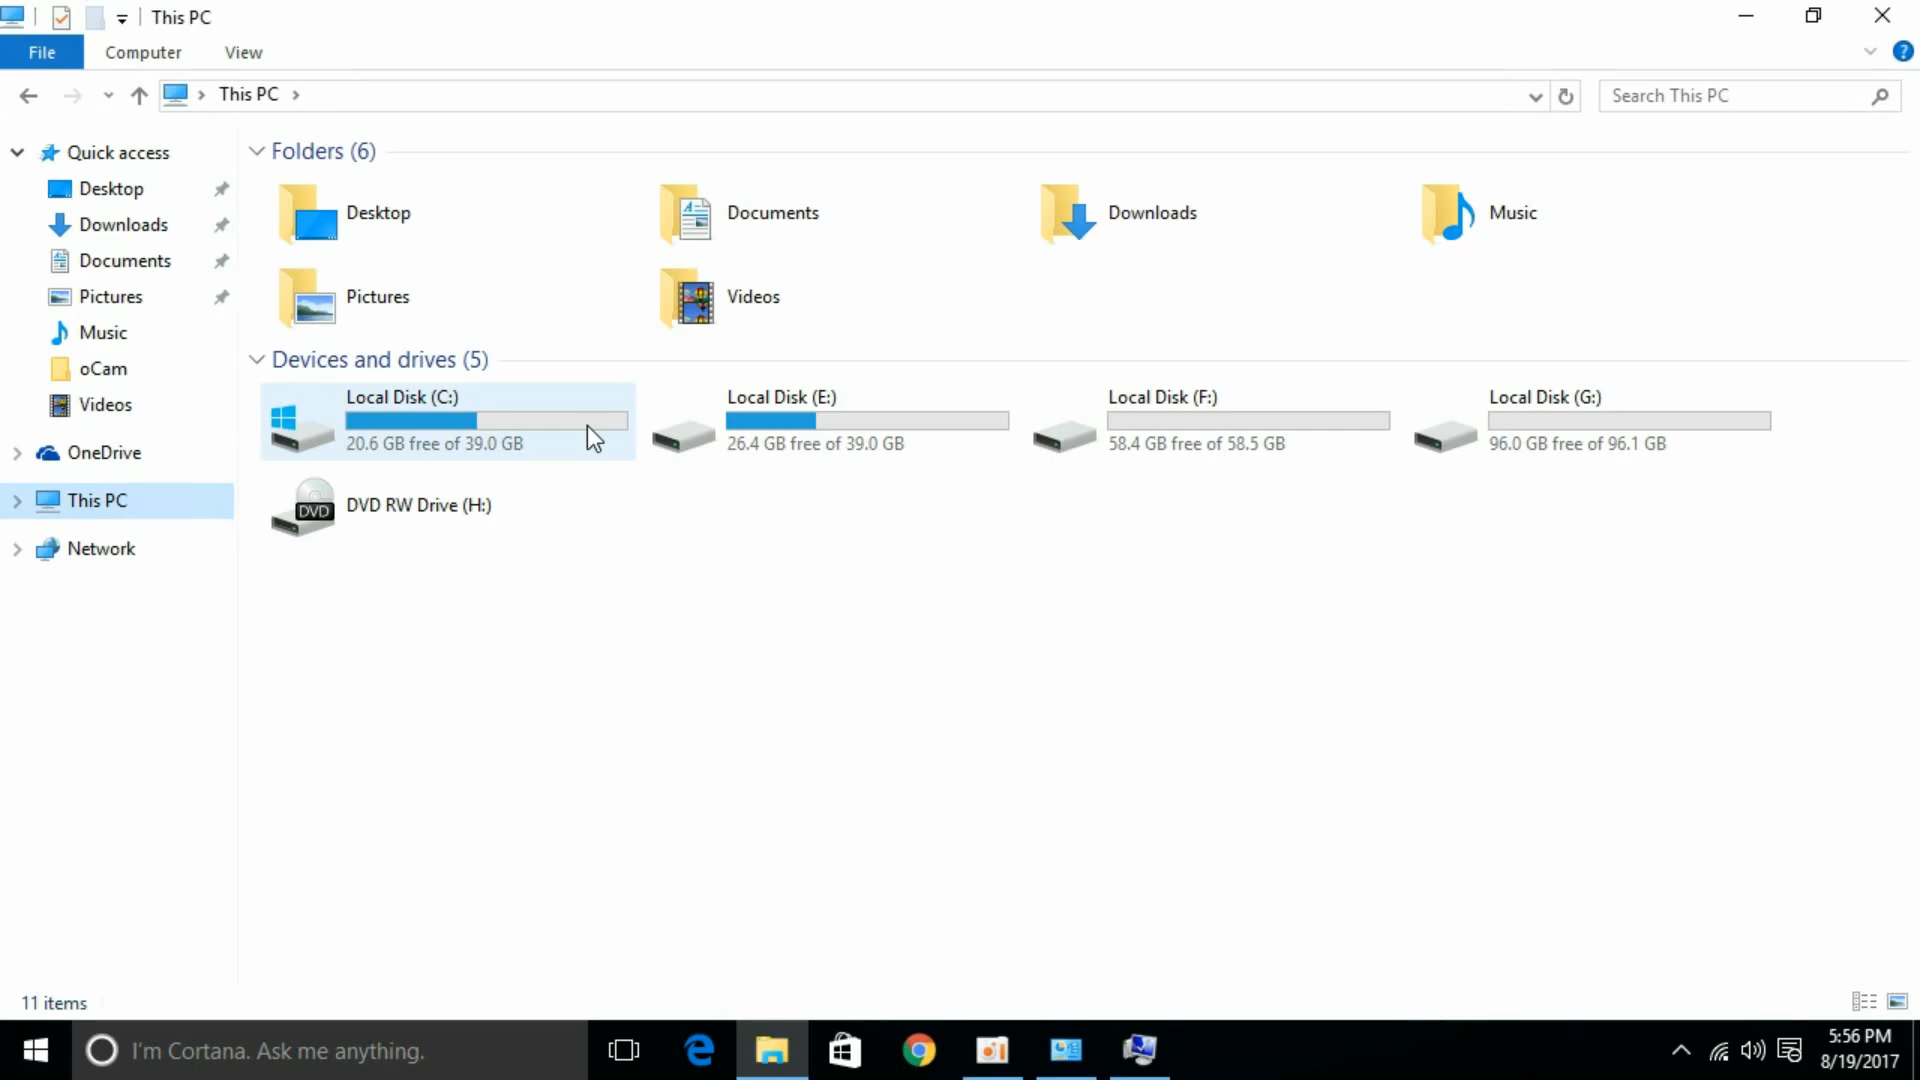 This PC
File Computer View
This PC
Search This PC
Quick access
Desktop
Downloads
Documents
Pictures
Music
oCam
Videos
OneDrive
This PC
Network
Folders (6)
Desktop
Documents
Downloads
Music
Pictures
Videos
Devices and drives (5)
Local Disk (C:)
20.6 GB free of 39.0 GB
Local Disk (E:)
26.4 GB free of 39.0 GB
Local Disk (F:)
58.4 GB free of 58.5 GB
Local Disk (G:)
96.0 GB free of 96.1 GB
DVD
DVD RW Drive (H:)
11 items
I'm Cortana. Ask me anything.
5:56 PM
8/19/2017